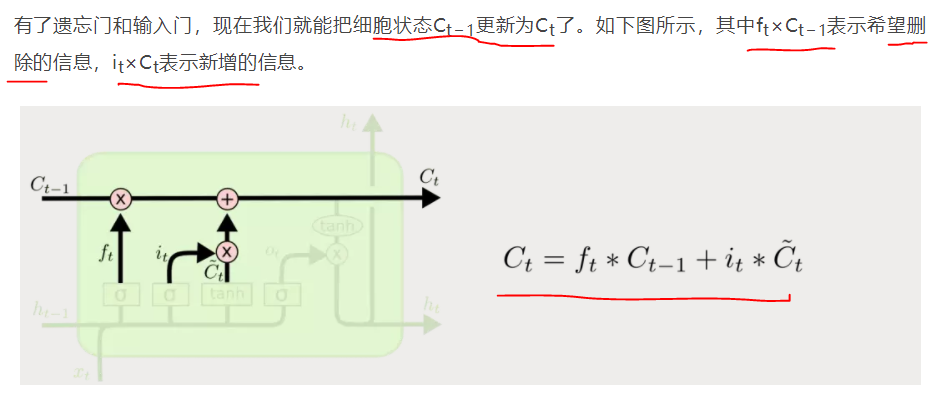 有了遗忘门和输入门，现在我们就能把细胞状态Cₜ₋₁更新为Cₜ了。如下图所示，其中fₜ×Cₜ₋₁表示希望删
除的信息，iₜ×Cₜ表示新增的信息。
hₜ
Cₜ₋₁
Cₜ
x
+
tanh
fₜ
iₜ
x
oₜ
x
C̃ₜ
σ
σ
tanh
σ
hₜ₋₁
hₜ
xₜ
Cₜ = fₜ * Cₜ₋₁ + iₜ * C̃ₜ